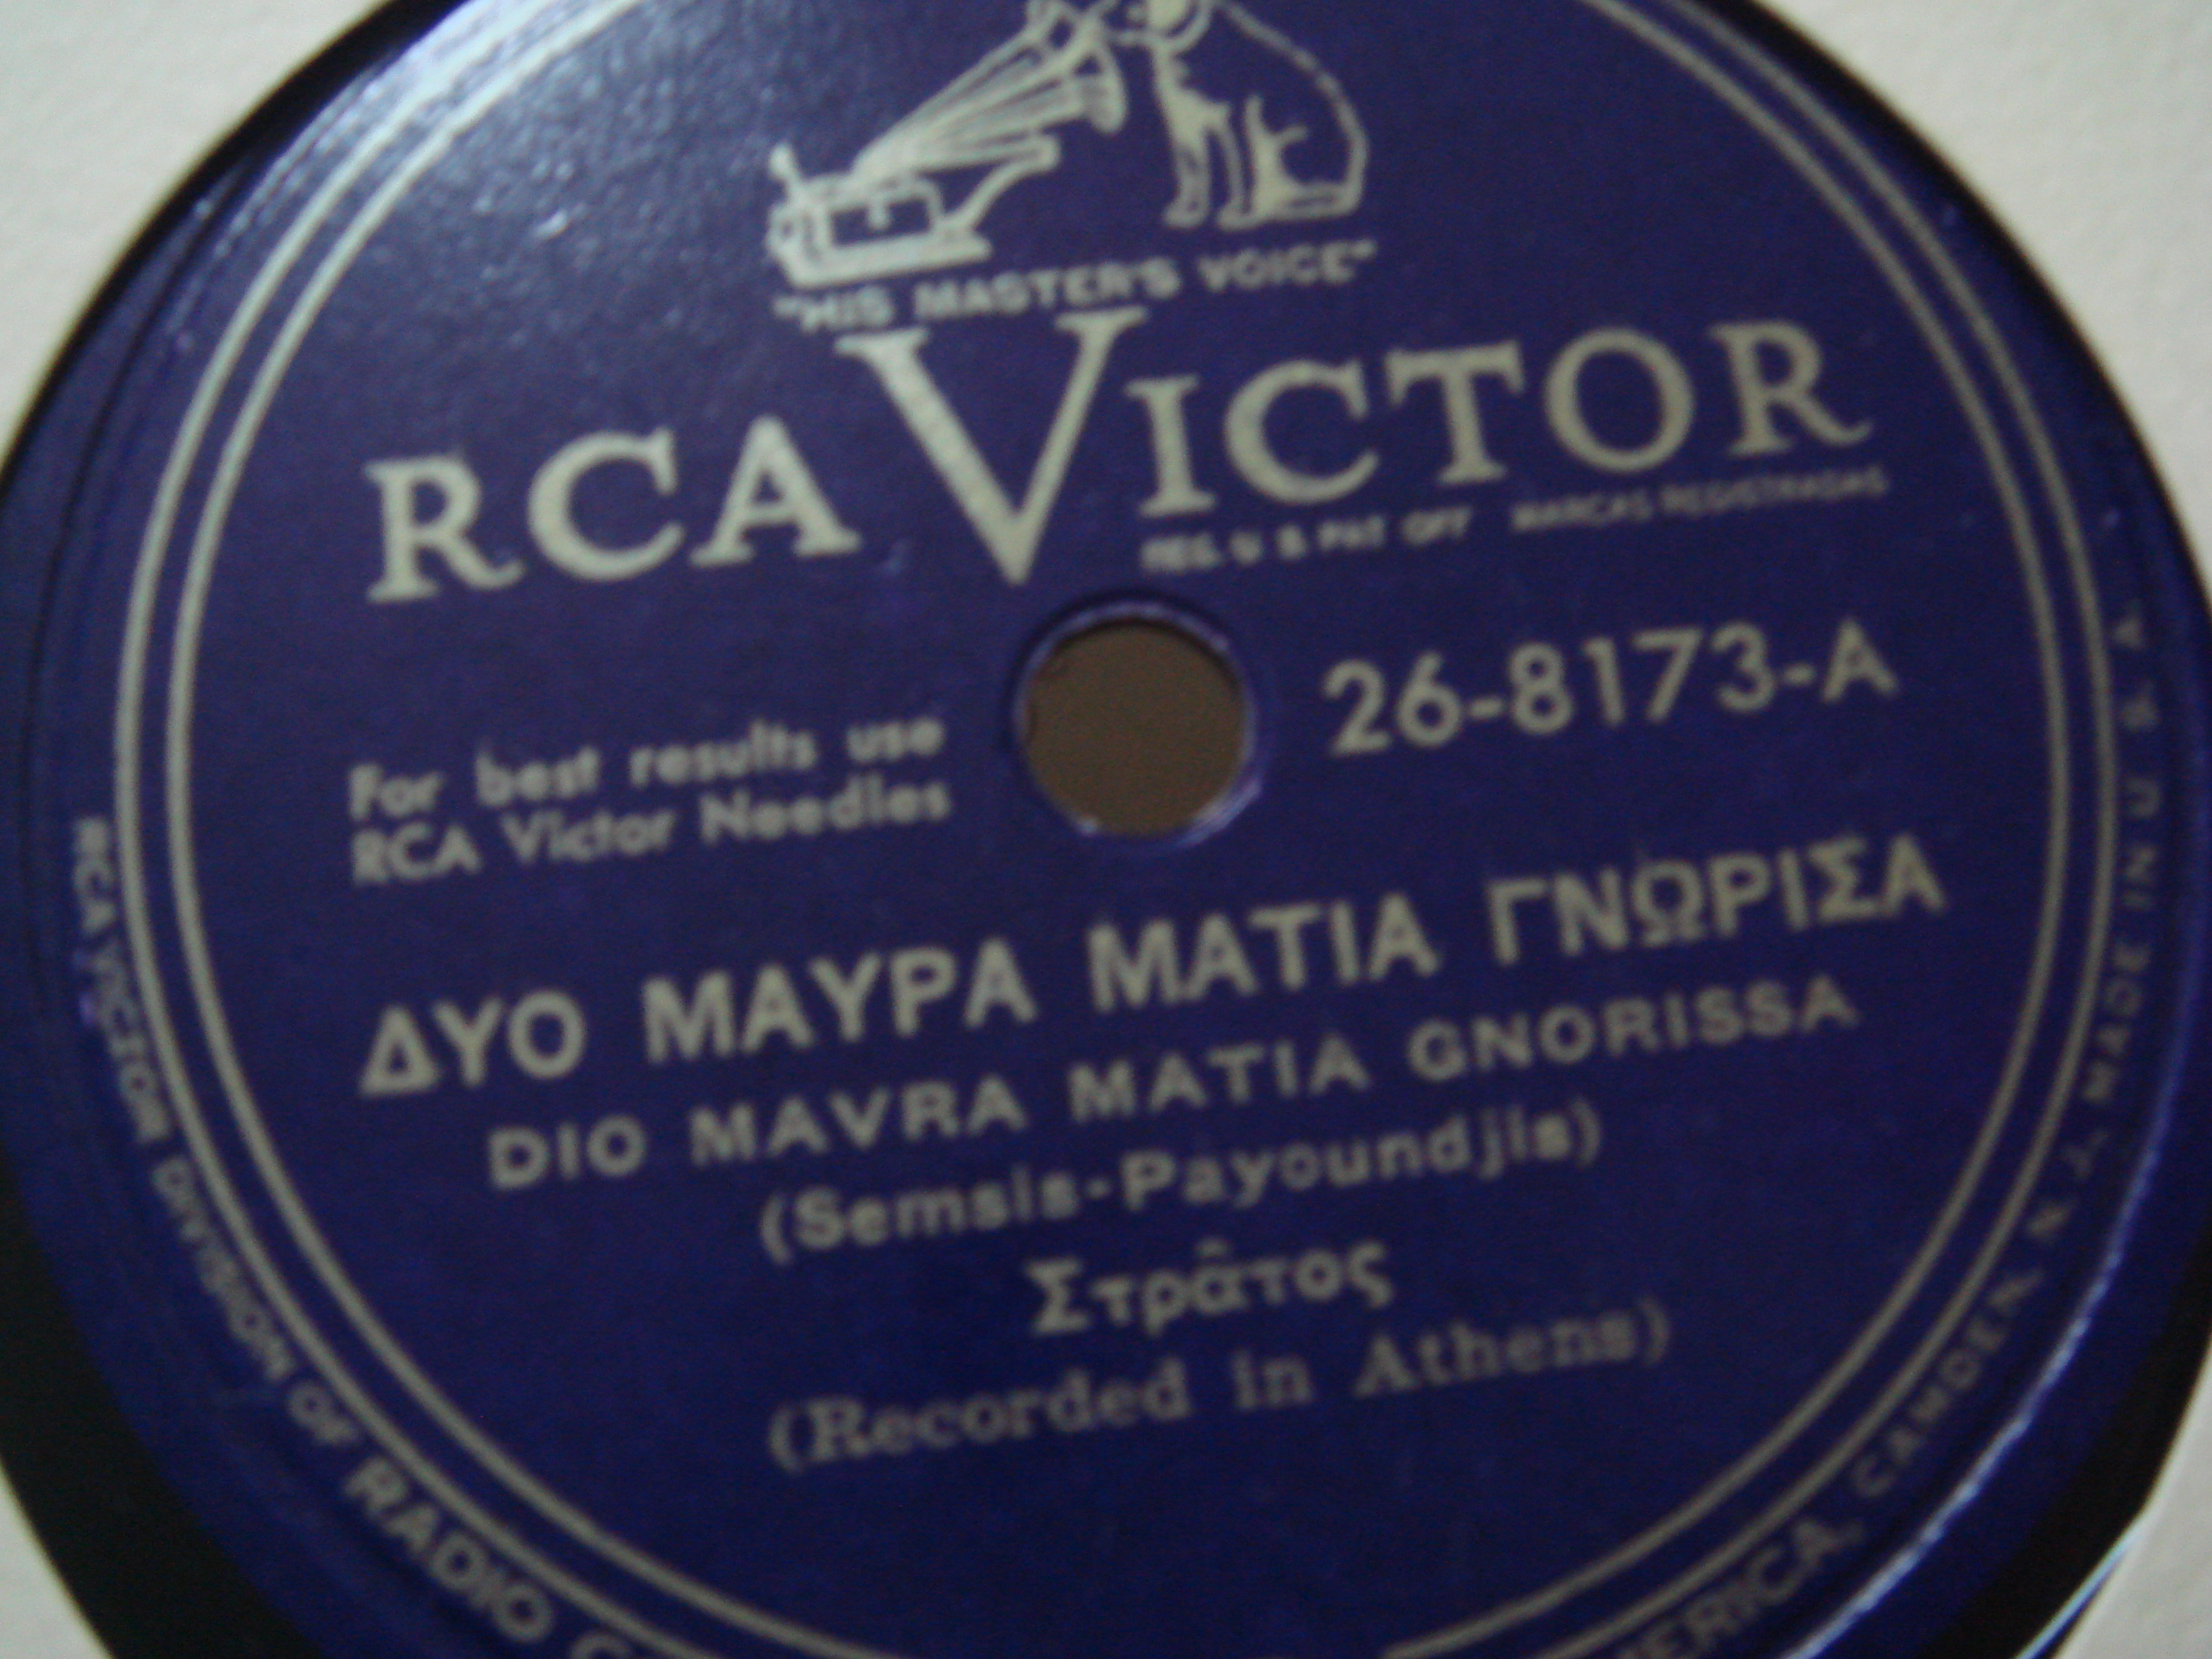 "HIS MASTER'S VOICE"
RCA VICTOR
REG. U S PAT OFF MARCAS REGISTRADAS
26-8173-A
For best results use
RCA Victor Needles
ΔΥΟ ΜΑΥΡΑ ΜΑΤΙΑ ΓΝΩΡΙΣΑ
DIO MAVRA MATIA GNORISSA
(Semsis-Payoundjis)
Στρᾶτος
(Recorded in Athens)
RCA VICTOR DIVISION OF RADIO
AMERICA, CAMDEN, N. J. MADE IN U. S. A.